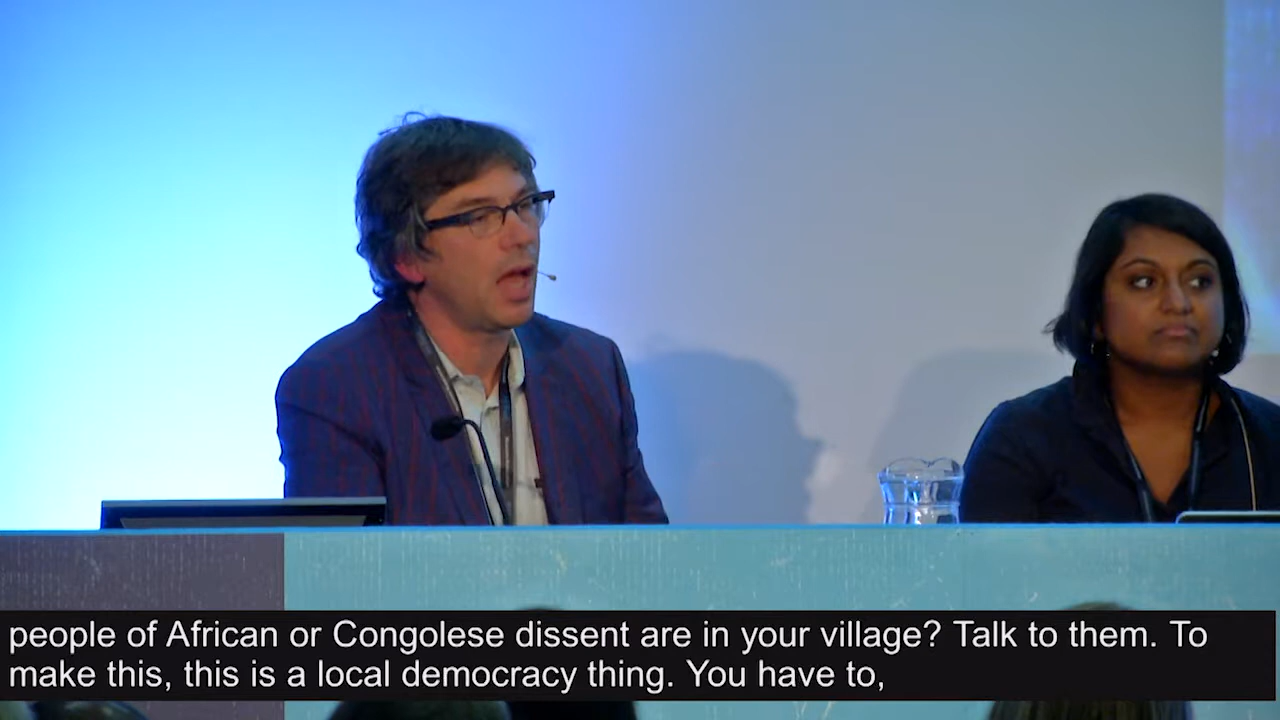 people of African or Congolese dissent are in your village? Talk to them. To
make this, this is a local democracy thing. You have to,